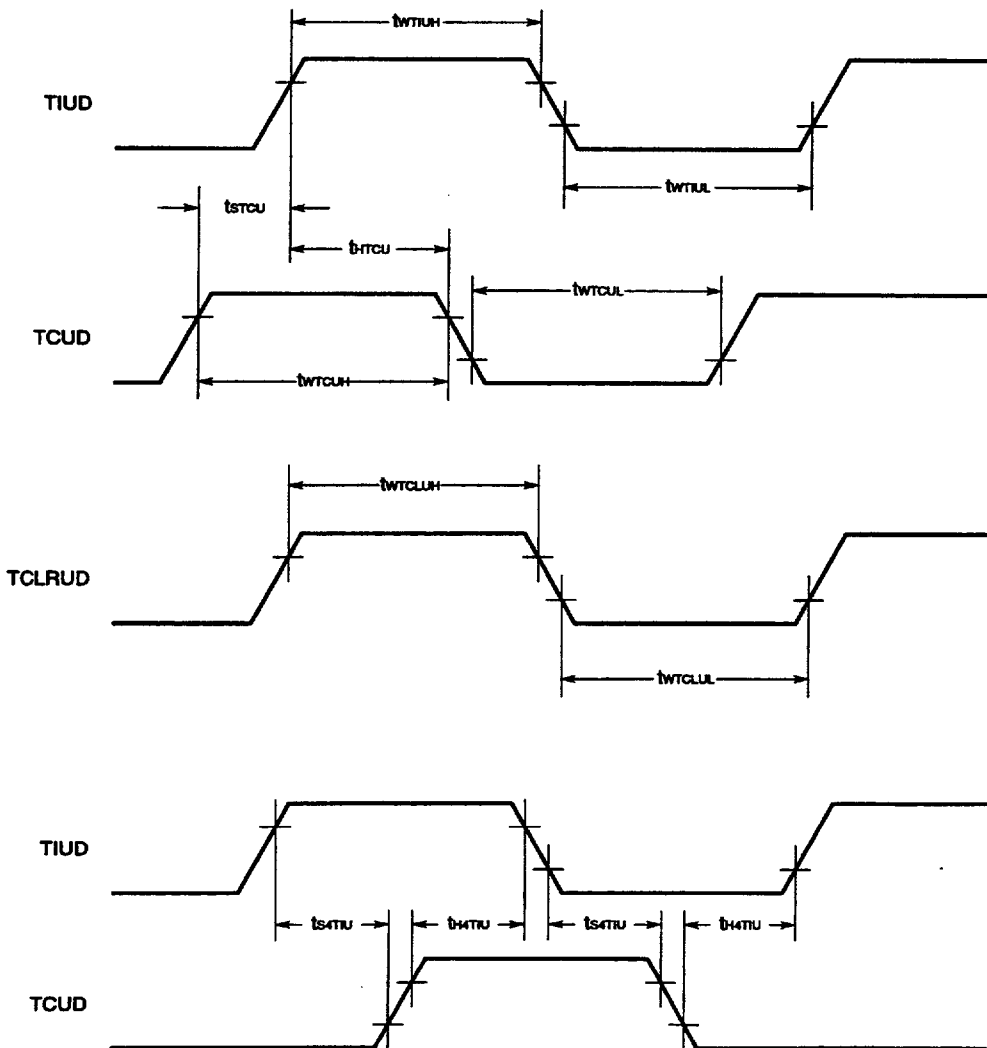 tWTIUH
TIUD
tWTIUL
tSTCU
tHTCU
tWTCUL
TCUD
tWTCUH
tWTCLUH
TCLRUD
tWTCLUL
TIUD
tS4TIU tH4TIU tS4TIU tH4TIU
TCUD